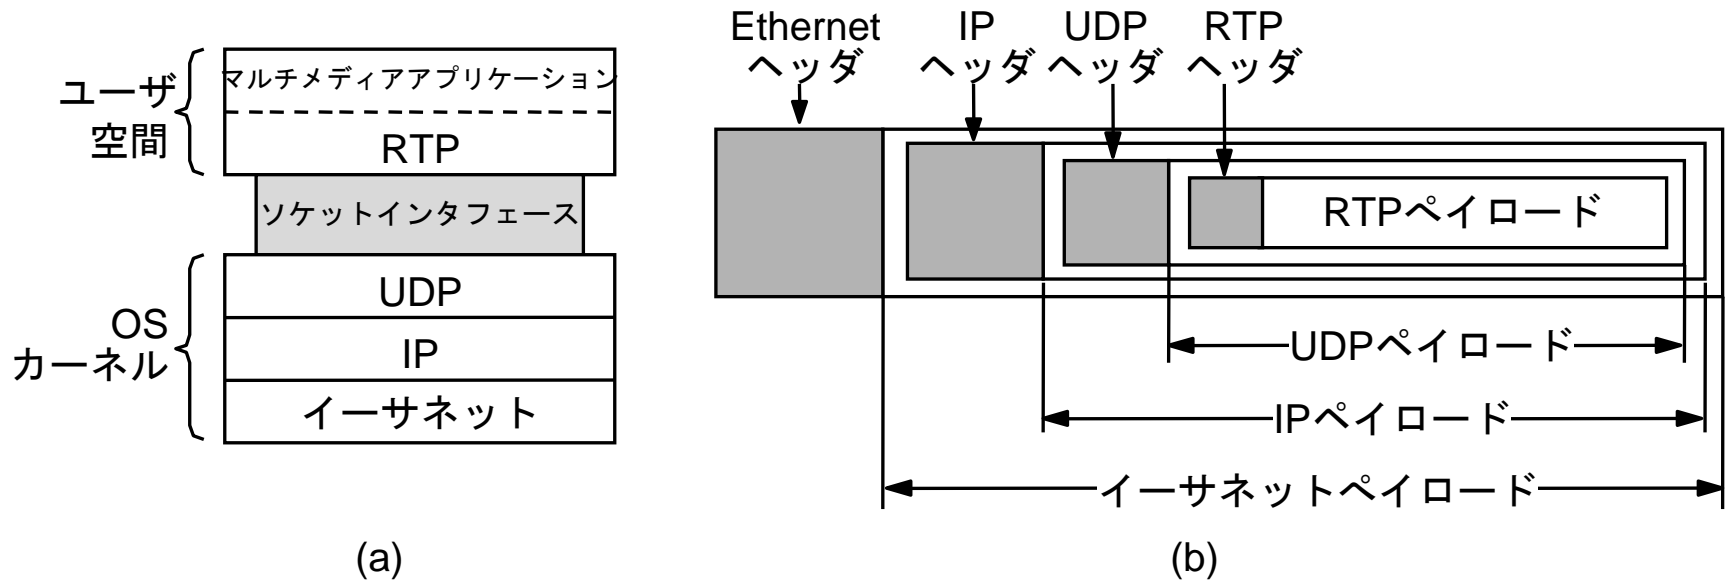 ユーザ
空間
マルチメディアアプリケーション
RTP
ソケットインタフェース
OS
カーネル
UDP
IP
イーサネット
(a)
Ethernet
ヘッダ
IP
ヘッダ
UDP
ヘッダ
RTP
ヘッダ
RTPペイロード
UDPペイロード
IPペイロード
イーサネットペイロード
(b)